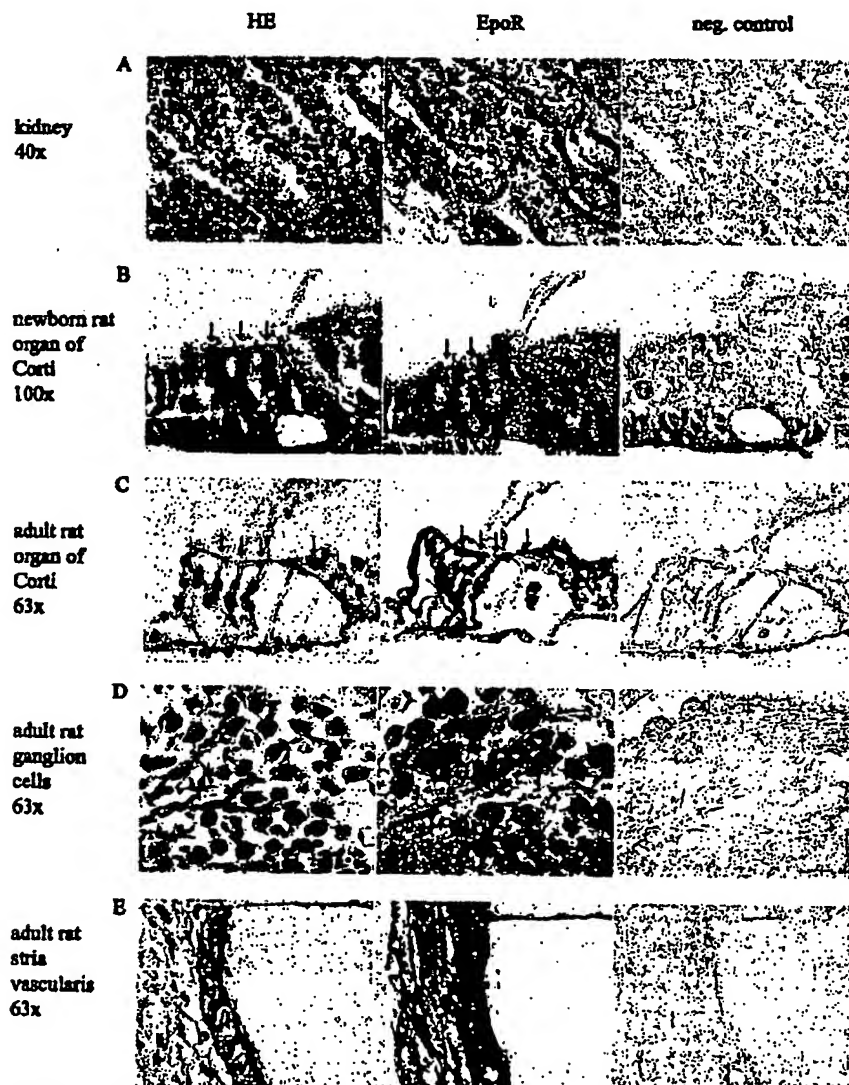 HE EpoR neg. control
A
kidney
40x
B
newborn rat
organ of
Corti
100x
C
adult rat
organ of
Corti
63x
D
adult rat
ganglion
cells
63x
E
adult rat
stria
vascularis
63x